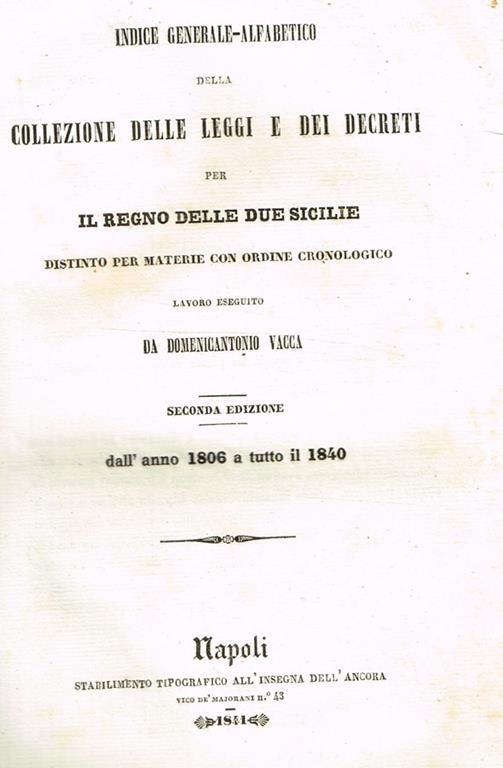 INDICE GENERALE-ALFABETICO
DELLA
COLLEZIONE DELLE LEGGI E DEI DECRETI
PER
IL REGNO DELLE DUE SICILIE
DISTINTO PER MATERIE CON ORDINE CRONOLOGICO
LAVORO ESEGUITO
DA DOMENICANTONIO VACCA
SECONDA EDIZIONE
dall' anno 1806 a tutto il 1840
Napoli
STABILIMENTO TIPOGRAFICO ALL' INSEGNA DELL' ANCORA
VICO DE' MAJORANI n.° 43
1841